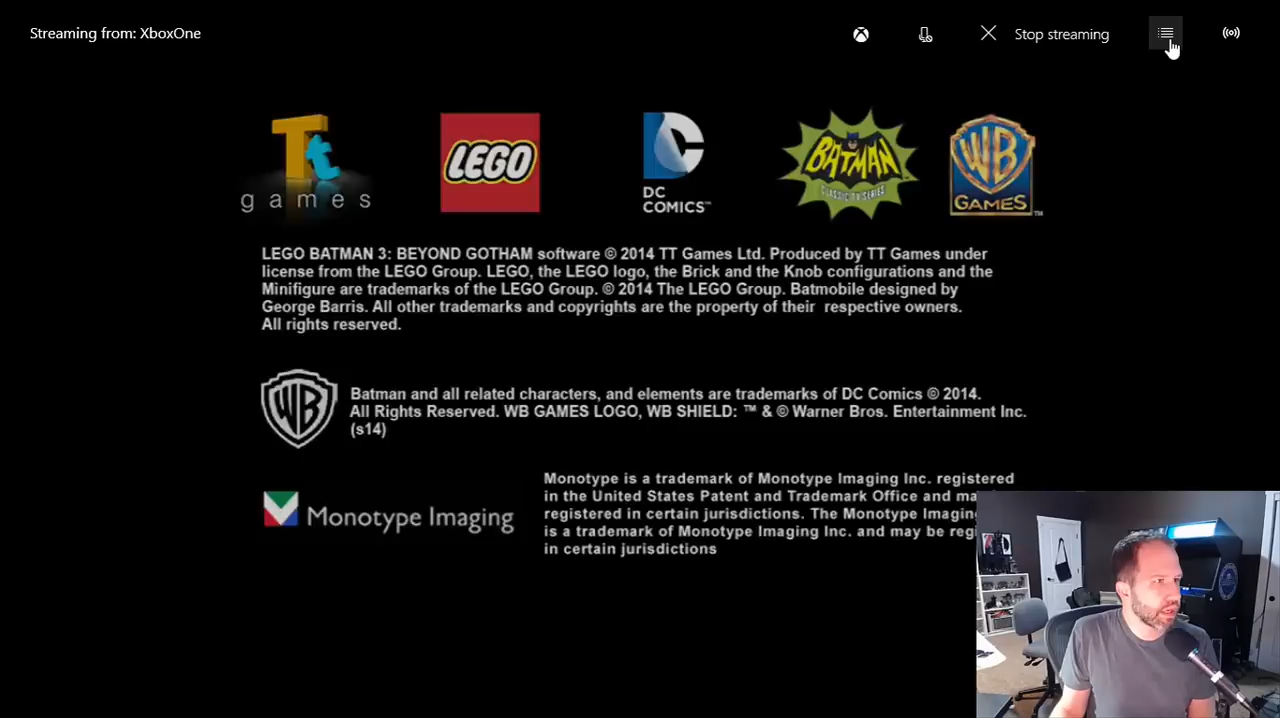 Streaming from: XboxOne
Stop streaming
Tt
games
LEGO
DC
COMICS™
BATMAN
CLASSIC TV SERIES
WB
GAMES
TM
LEGO BATMAN 3: BEYOND GOTHAM software © 2014 TT Games Ltd. Produced by TT Games under
license from the LEGO Group. LEGO, the LEGO logo, the Brick and the Knob configurations and the
Minifigure are trademarks of the LEGO Group. © 2014 The LEGO Group. Batmobile designed by
George Barris. All other trademarks and copyrights are the property of their respective owners.
All rights reserved.
WB
Batman and all related characters, and elements are trademarks of DC Comics © 2014.
All Rights Reserved. WB GAMES LOGO, WB SHIELD: ™ & © Warner Bros. Entertainment Inc.
(s14)
Monotype Imaging
Monotype is a trademark of Monotype Imaging Inc. registered
in the United States Patent and Trademark Office and
registered in certain jurisdictions. The Monotype
is a trademark of Monotype Imaging Inc. and may be
in certain jurisdictions